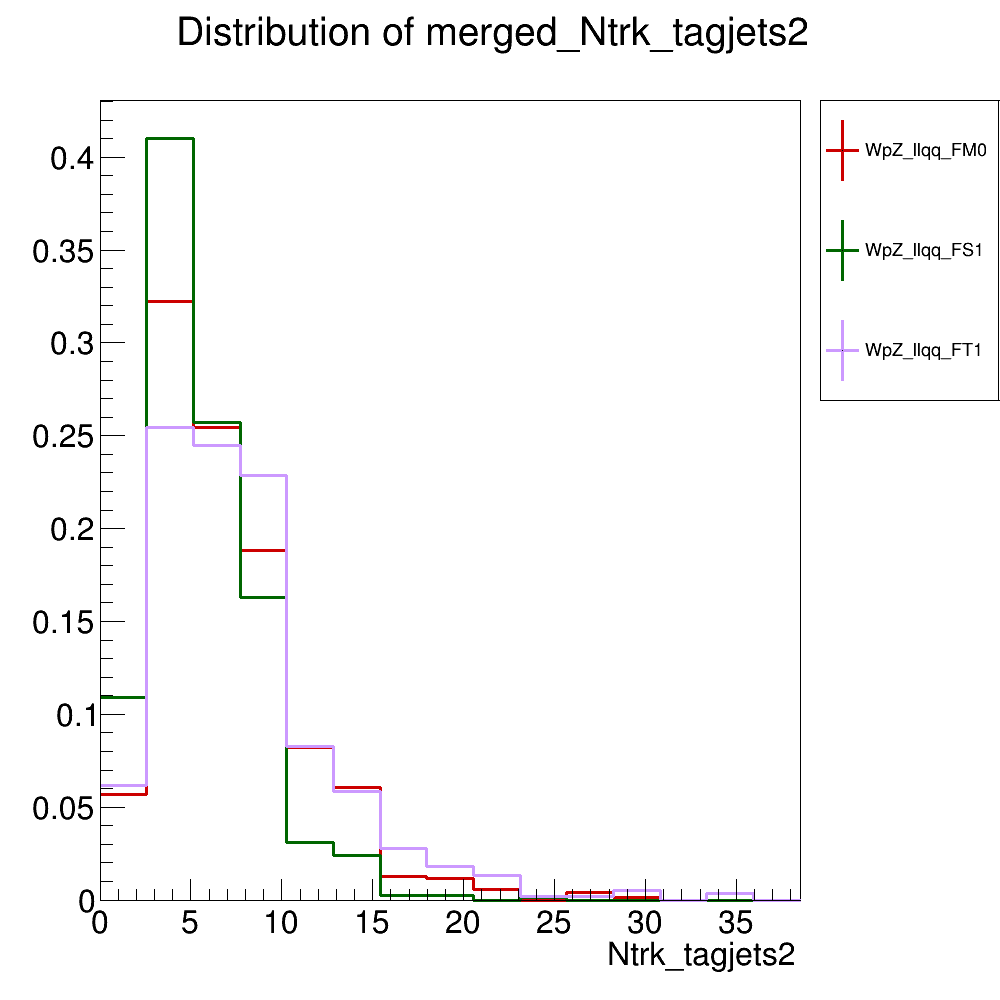 Distribution of merged_Ntrk_tagjets2
0.4
0.35
0.3
0.25
0.2
0.15
0.1
0.05
0
0 5 10 15 20 25 30 35
Ntrk_tagjets2
WpZ_llqq_FM0
WpZ_llqq_FS1
WpZ_llqq_FT1